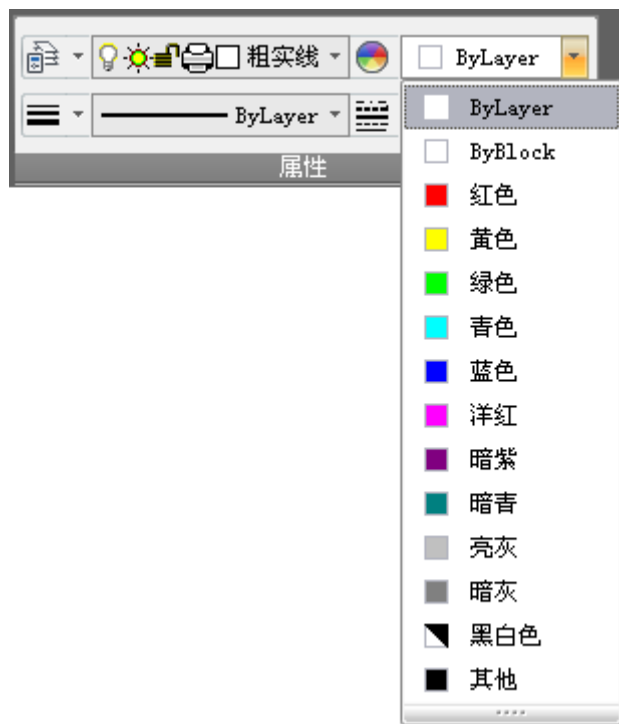 粗实线 ByLayer
ByLayer
属性
ByLayer
ByBlock
红色
黄色
绿色
青色
蓝色
洋红
暗紫
暗青
亮灰
暗灰
黑白色
其他